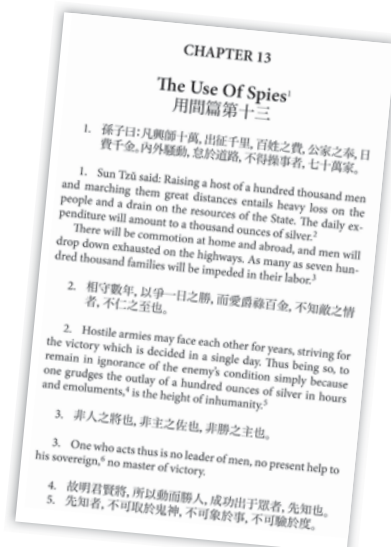 CHAPTER 13
The Use Of Spies¹
用間篇第十三
1. 孫子曰：凡興師十萬，出征千里，百姓之費，公家之奉，日
費千金。內外騷動，怠於道路，不得操事者，七十萬家。
1. Sun Tzŭ said: Raising a host of a hundred thousand men
and marching them great distances entails heavy loss on the
people and a drain on the resources of the State. The daily ex-
penditure will amount to a thousand ounces of silver.²
There will be commotion at home and abroad, and men will
drop down exhausted on the highways. As many as seven hun-
dred thousand families will be impeded in their labor.³
2. 相守數年，以爭一日之勝，而愛爵祿百金，不知敵之情
者，不仁之至也。
2. Hostile armies may face each other for years, striving for
the victory which is decided in a single day. Thus being so, to
remain in ignorance of the enemy’s condition simply because
one grudges the outlay of a hundred ounces of silver in hours
and emoluments,⁴ is the height of inhumanity.⁵
3. 非人之將也，非主之佐也，非勝之主也。
3. One who acts thus is no leader of men, no present help to
his sovereign,⁶ no master of victory.
4. 故明君賢將，所以動而勝人，成功出于眾者，先知也。
5. 先知者，不可取於鬼神，不可象於事，不可驗於度。